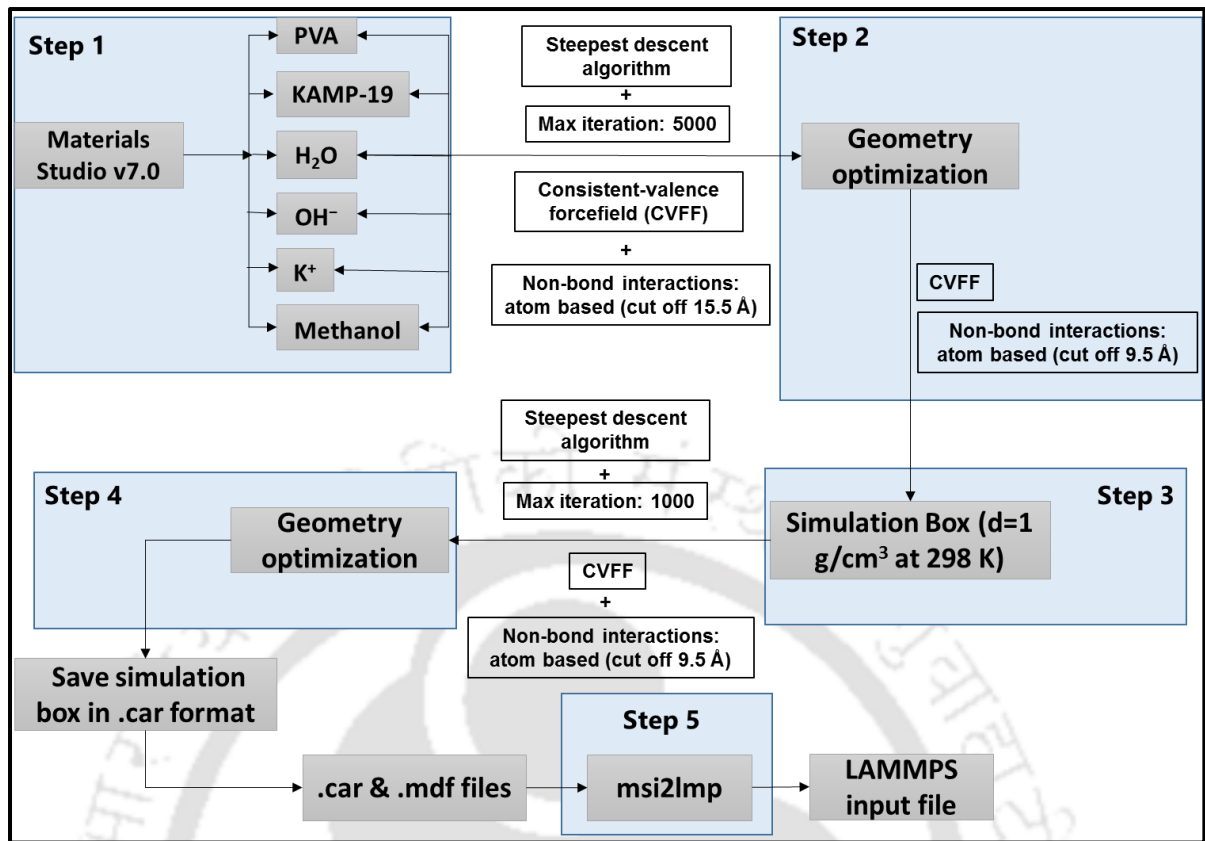 Step 1
PVA
KAMP-19
Materials
Studio v7.0
H₂O
OH⁻
K⁺
Methanol
Steepest descent
algorithm
+
Max iteration: 5000
Consistent-valence
forcefield (CVFF)
+
Non-bond interactions:
atom based (cut off 15.5 Å)
Step 2
Geometry
optimization
CVFF
Non-bond interactions:
atom based (cut off 9.5 Å)
Step 3
Simulation Box (d=1
g/cm³ at 298 K)
Steepest descent
algorithm
+
Max iteration: 1000
CVFF
+
Non-bond interactions:
atom based (cut off 9.5 Å)
Step 4
Geometry
optimization
Save simulation
box in .car format
.car & .mdf files
Step 5
msi2lmp
LAMMPS
input file